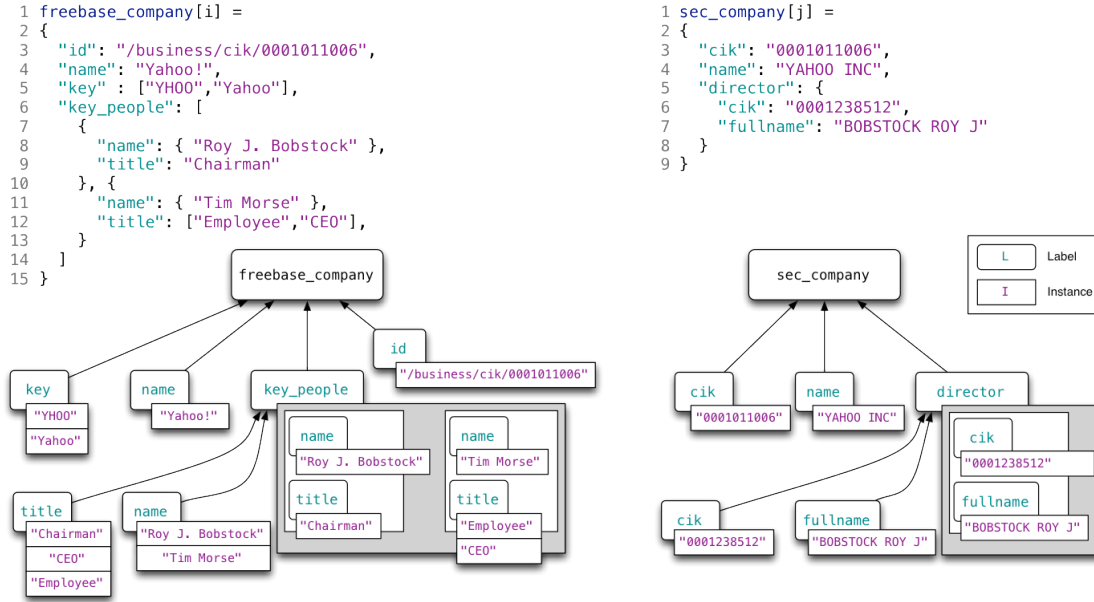 1 freebase_company[i] =
2 {
3 "id": "/business/cik/0001011006",
4 "name": "Yahoo!",
5 "key" : ["YHOO","Yahoo"],
6 "key_people": [
7 {
8 "name": { "Roy J. Bobstock" },
9 "title": "Chairman"
10 }, {
11 "name": { "Tim Morse" },
12 "title": ["Employee","CEO"],
13 }
14 ]
15 }
1 sec_company[j] =
2 {
3 "cik": "0001011006",
4 "name": "YAHOO INC",
5 "director": {
6 "cik": "0001238512",
7 "fullname": "BOBSTOCK ROY J"
8 }
9 }
freebase_company
id
"/business/cik/0001011006"
key
"YHOO"
"Yahoo"
name
"Yahoo!"
key_people
name
"Roy J. Bobstock"
title
"Chairman"
name
"Tim Morse"
title
"Employee"
"CEO"
title
"Chairman"
"CEO"
"Employee"
name
"Roy J. Bobstock"
"Tim Morse"
sec_company
L Label
I Instance
cik
"0001011006"
name
"YAHOO INC"
director
cik
"0001238512"
fullname
"BOBSTOCK ROY J"
cik
"0001238512"
fullname
"BOBSTOCK ROY J"